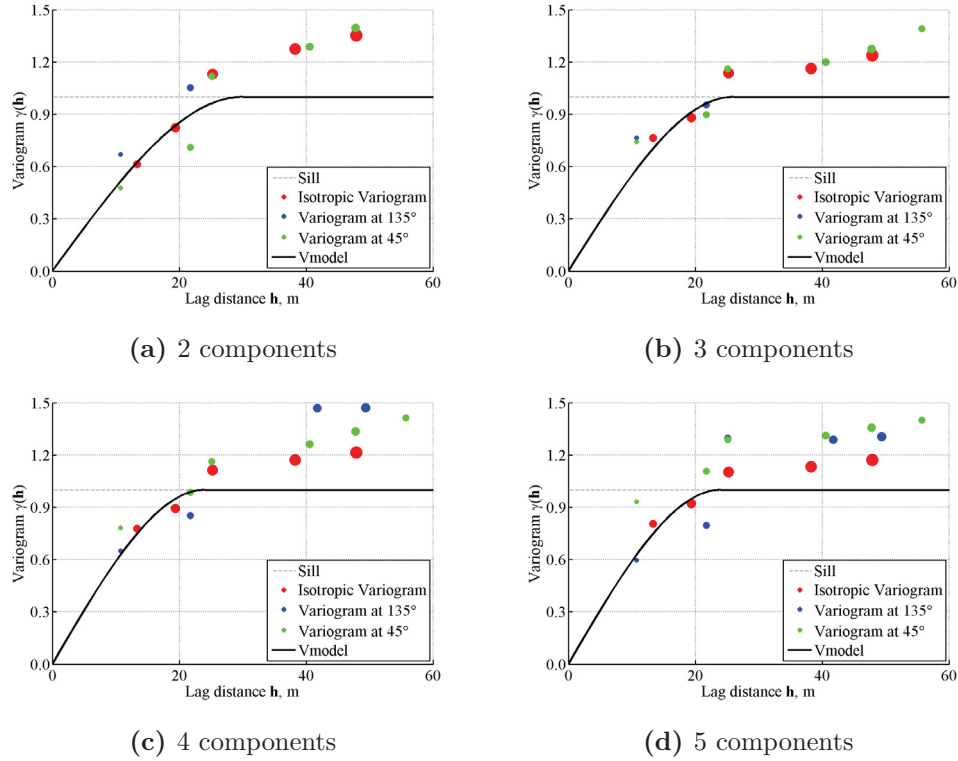 1.5
1.2
0.9
0.6
0.3
0.0
Variogram γ(h)
Sill
Isotropic Variogram
Variogram at 135°
Variogram at 45°
Vmodel
0 20 40 60
Lag distance h, m
(a) 2 components
1.5
1.2
0.9
0.6
0.3
0.0
Variogram γ(h)
Sill
Isotropic Variogram
Variogram at 135°
Variogram at 45°
Vmodel
0 20 40 60
Lag distance h, m
(b) 3 components
1.5
1.2
0.9
0.6
0.3
0.0
Variogram γ(h)
Sill
Isotropic Variogram
Variogram at 135°
Variogram at 45°
Vmodel
0 20 40 60
Lag distance h, m
(c) 4 components
1.5
1.2
0.9
0.6
0.3
0.0
Variogram γ(h)
Sill
Isotropic Variogram
Variogram at 135°
Variogram at 45°
Vmodel
0 20 40 60
Lag distance h, m
(d) 5 components